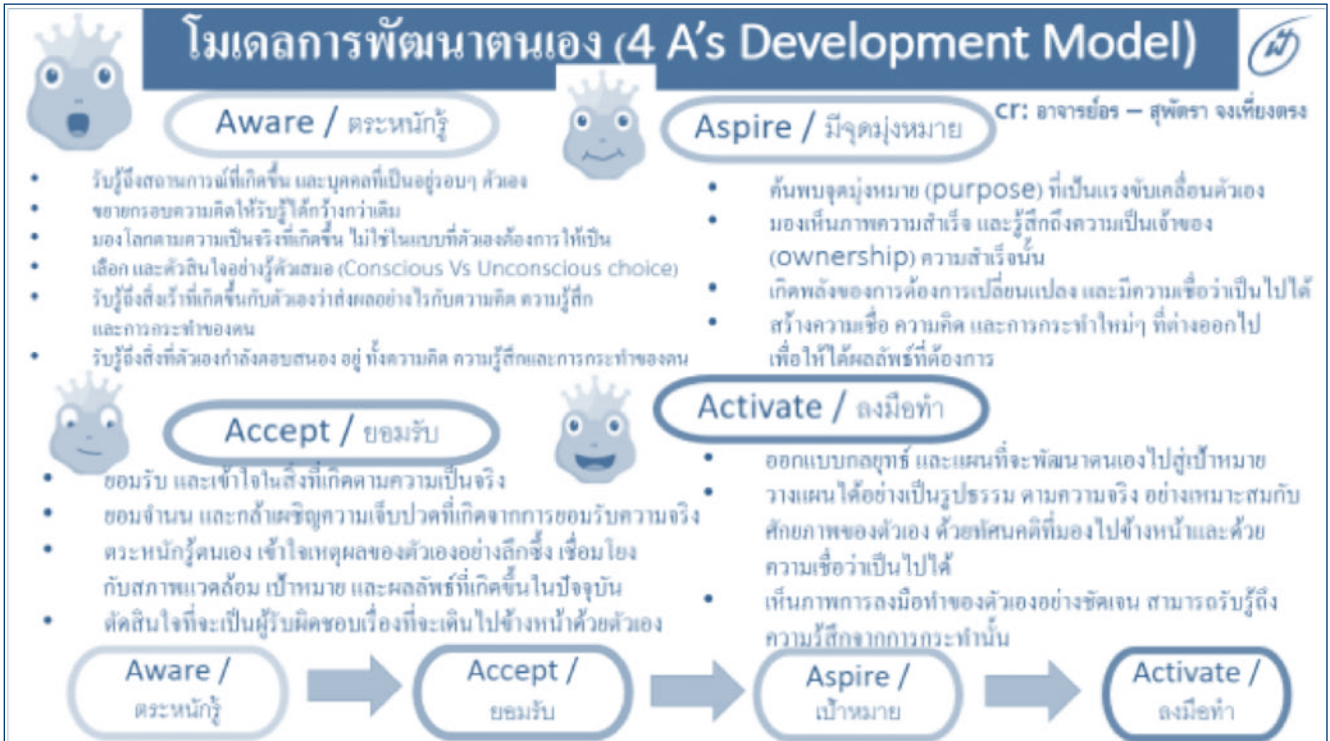 โมเดลการพัฒนาตนเอง (4 A's Development Model)
cr: อาจารย์อร – สุพัตรา จงเที่ยงตรง
Aware / ตระหนักรู้
• รับรู้ถึงสถานการณ์ที่เกิดขึ้น และบุคคลที่เป็นอยู่รอบๆ ตัวเอง
• ขยายกรอบความคิดให้รับรู้ได้กว้างกว่าเดิม
• มองโลกตามความเป็นจริงที่เกิดขึ้น ไม่ใช่ในแบบที่ตัวเองต้องการให้เป็น
• เลือก และตัวสินใจอย่างรู้ตัวเสมอ (Conscious Vs Unconscious choice)
• รับรู้ถึงสิ่งเร้าที่เกิดขึ้นกับตัวเองว่าส่งผลอย่างไรกับความคิด ความรู้สึก
และการกระทำของตน
• รับรู้ถึงสิ่งที่ตัวเองกำลังตอบสนอง อยู่ ทั้งความคิด ความรู้สึกและการกระทำของตน
Accept / ยอมรับ
• ยอมรับ และเข้าใจในสิ่งที่เกิดตามความเป็นจริง
• ยอมจำนน และกล้าเผชิญความเจ็บปวดที่เกิดจากการยอมรับความจริง
• ตระหนักรู้ตนเอง เข้าใจเหตุผลของตัวเองอย่างลึกซึ้ง เชื่อมโยง
กับสภาพแวดล้อม เป้าหมาย และผลลัพธ์ที่เกิดขึ้นในปัจจุบัน
• ตัดสินใจที่จะเป็นผู้รับผิดชอบเรื่องที่จะเดินไปข้างหน้าด้วยตัวเอง
Aspire / มีจุดมุ่งหมาย
• ค้นพบจุดมุ่งหมาย (purpose) ที่เป็นแรงขับเคลื่อนตัวเอง
• มองเห็นภาพความสำเร็จ และรู้สึกถึงความเป็นเจ้าของ
(ownership) ความสำเร็จนั้น
• เกิดพลังของการต้องการเปลี่ยนแปลง และมีความเชื่อว่าเป็นไปได้
• สร้างความเชื่อ ความคิด และการกระทำใหม่ๆ ที่ต่างออกไป
เพื่อให้ได้ผลลัพธ์ที่ต้องการ
Activate / ลงมือทำ
• ออกแบบกลยุทธ์ และแผนที่จะพัฒนาตนเองไปสู่เป้าหมาย
• วางแผนได้อย่างเป็นรูปธรรม ตามความจริง อย่างเหมาะสมกับ
ศักยภาพของตัวเอง ด้วยทัศนคติที่มองไปข้างหน้าและด้วย
ความเชื่อว่าเป็นไปได้
• เห็นภาพการลงมือทำของตัวเองอย่างชัดเจน สามารถรับรู้ถึง
ความรู้สึกจากการกระทำนั้น
Aware /
ตระหนักรู้
Accept /
ยอมรับ
Aspire /
เป้าหมาย
Activate /
ลงมือทำ